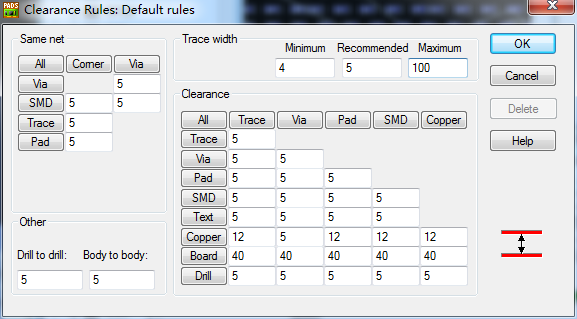 PADS
Clearance Rules: Default rules
Same net
All Corner Via
Via 5
SMD 5 5
Trace 5
Pad 5
Other
Drill to drill: Body to body:
5 5
Trace width
Minimum Recommended Maximum
4 5 100
Clearance
All Trace Via Pad SMD Copper
Trace 5
Via 5 5
Pad 5 5 5
SMD 5 5 5 5
Text 5 5 5 5
Copper 12 5 12 12 12
Board 40 40 40 40 40
Drill 5 5 5 5 5
OK
Cancel
Delete
Help